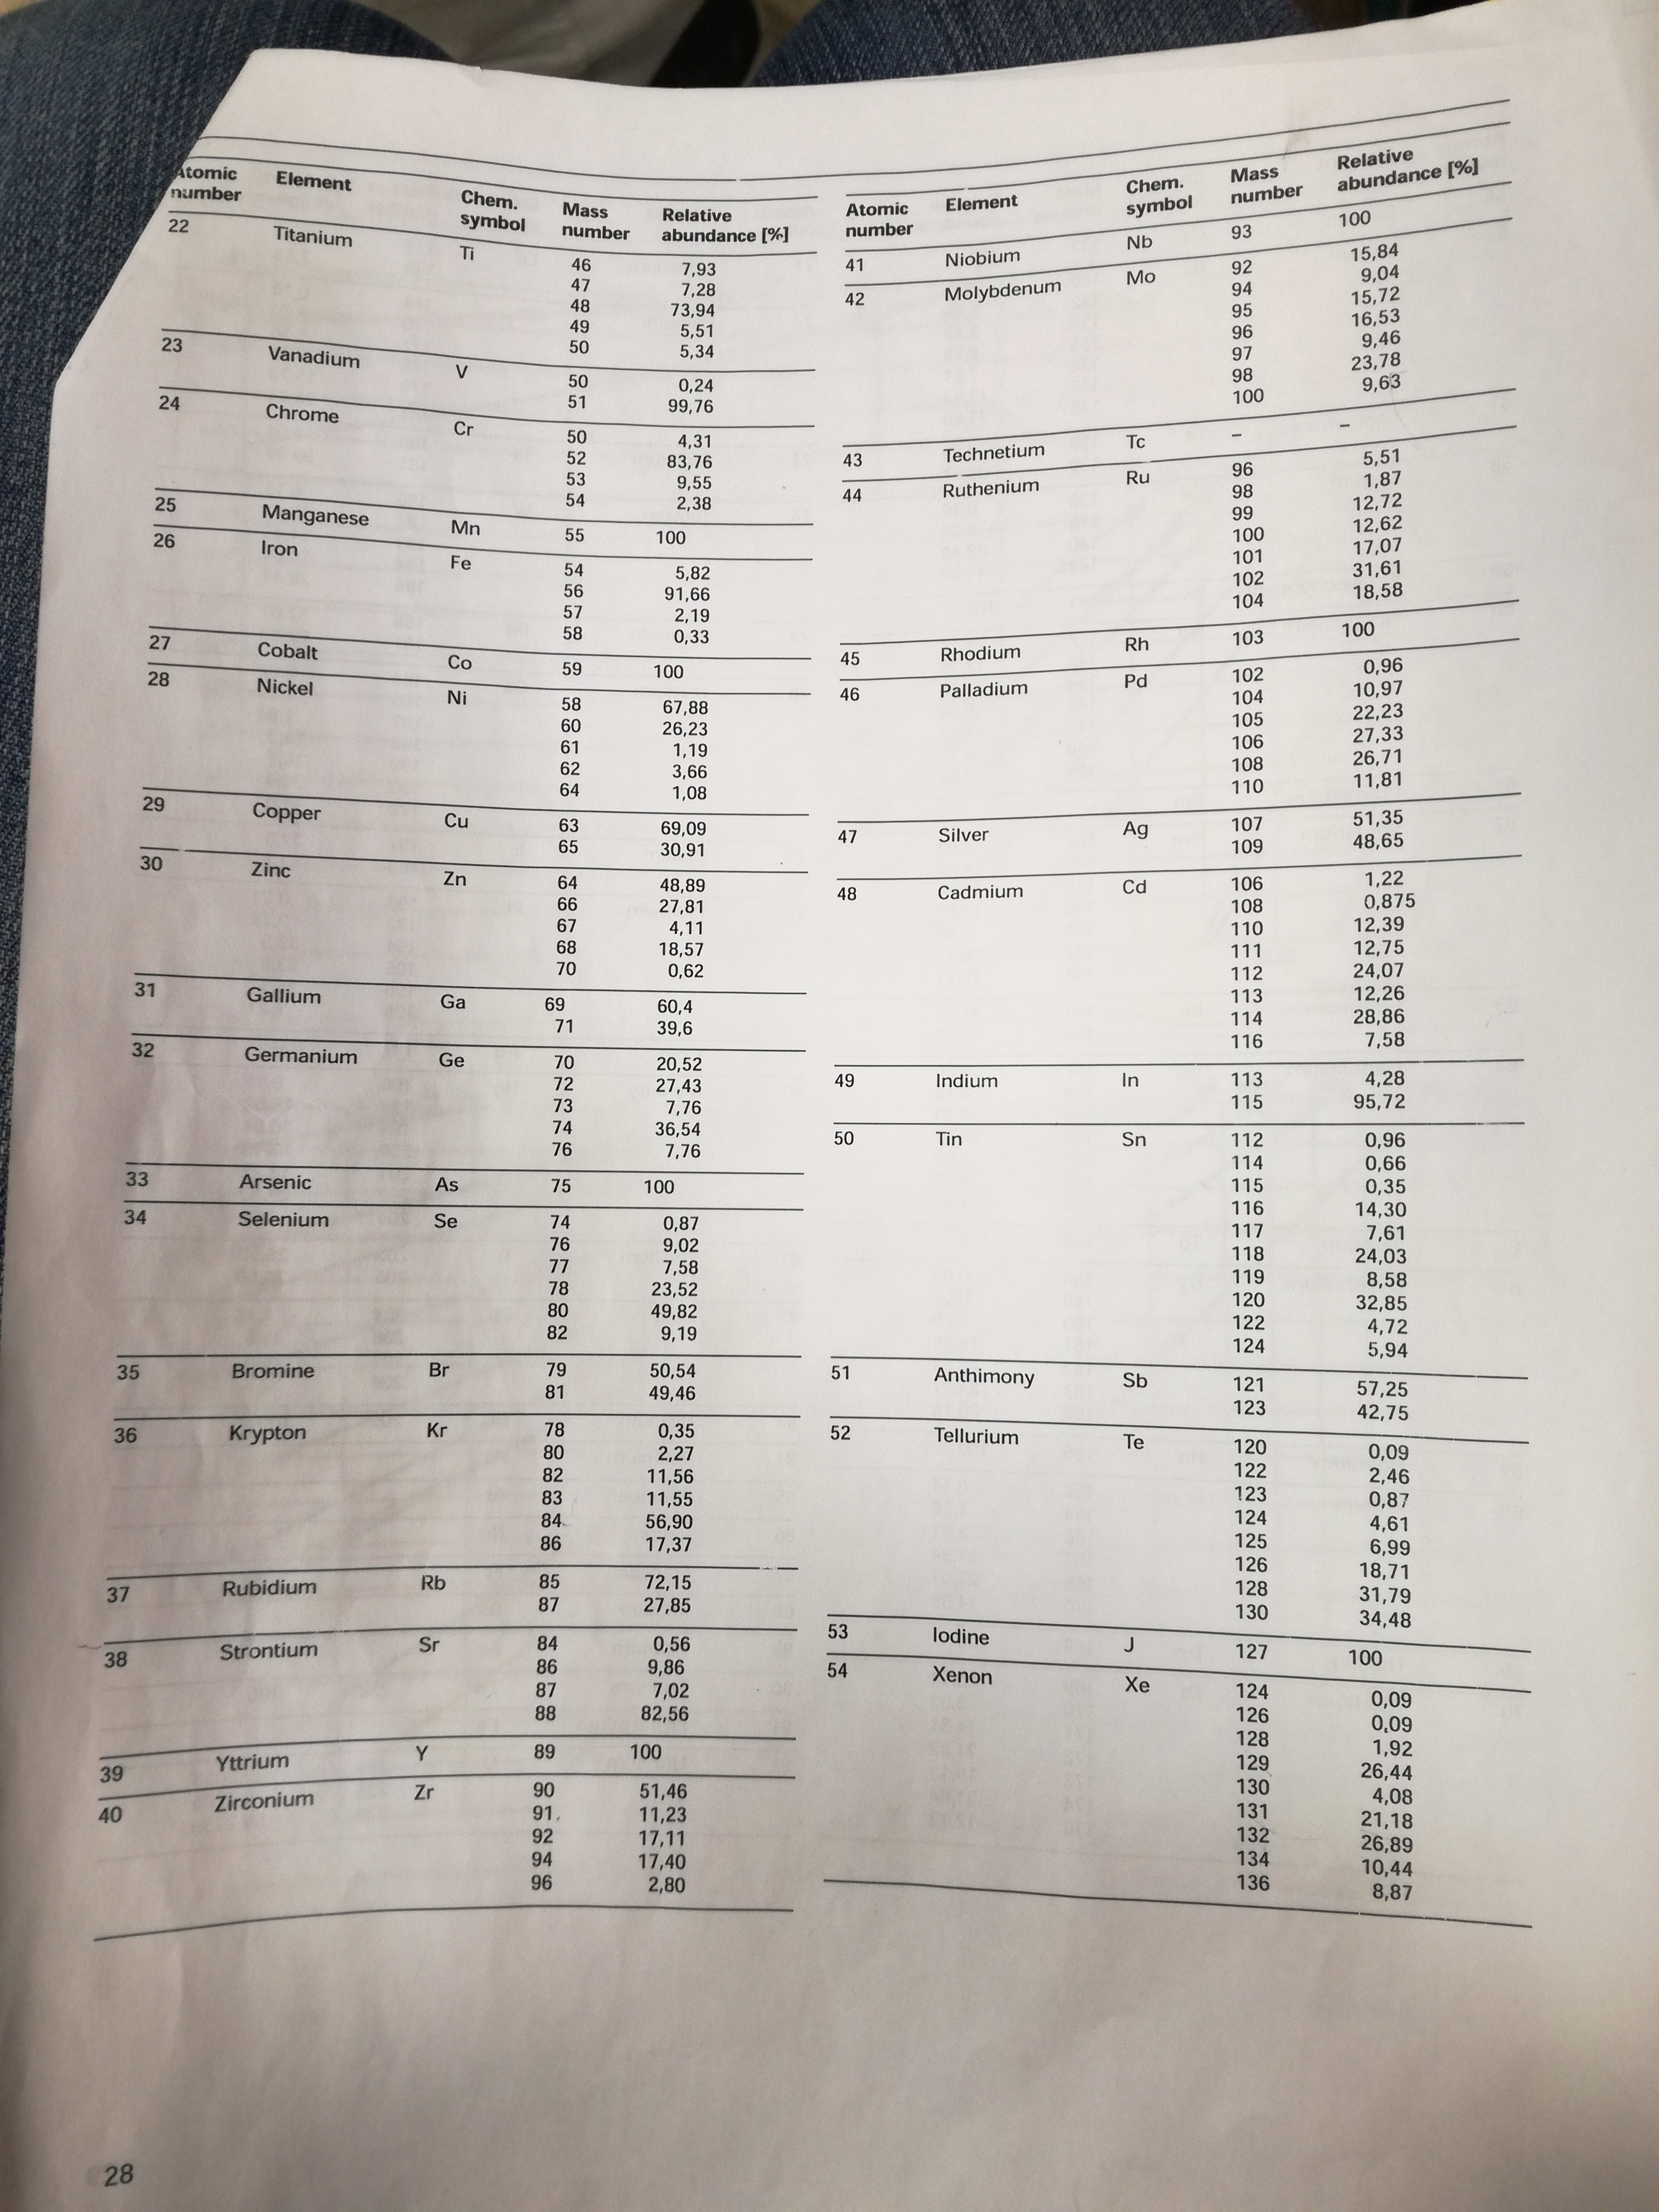 Atomic number Element Chem. symbol Mass number Relative abundance [%]
22 Titanium Ti 46 7,93
47 7,28
48 73,94
49 5,51
50 5,34
23 Vanadium V 50 0,24
51 99,76
24 Chrome Cr 50 4,31
52 83,76
53 9,55
54 2,38
25 Manganese Mn 55 100
26 Iron Fe 54 5,82
56 91,66
57 2,19
58 0,33
27 Cobalt Co 59 100
28 Nickel Ni 58 67,88
60 26,23
61 1,19
62 3,66
64 1,08
29 Copper Cu 63 69,09
65 30,91
30 Zinc Zn 64 48,89
66 27,81
67 4,11
68 18,57
70 0,62
31 Gallium Ga 69 60,4
71 39,6
32 Germanium Ge 70 20,52
72 27,43
73 7,76
74 36,54
76 7,76
33 Arsenic As 75 100
34 Selenium Se 74 0,87
76 9,02
77 7,58
78 23,52
80 49,82
82 9,19
35 Bromine Br 79 50,54
81 49,46
36 Krypton Kr 78 0,35
80 2,27
82 11,56
83 11,55
84 56,90
86 17,37
37 Rubidium Rb 85 72,15
87 27,85
38 Strontium Sr 84 0,56
86 9,86
87 7,02
88 82,56
39 Yttrium Y 89 100
40 Zirconium Zr 90 51,46
91 11,23
92 17,11
94 17,40
96 2,80
Atomic number Element Chem. symbol Mass number Relative abundance [%]
41 Niobium Nb 93 100
42 Molybdenum Mo 92 15,84
94 9,04
95 15,72
96 16,53
97 9,46
98 23,78
100 9,63
43 Technetium Tc – –
44 Ruthenium Ru 96 5,51
98 1,87
99 12,72
100 12,62
101 17,07
102 31,61
104 18,58
45 Rhodium Rh 103 100
46 Palladium Pd 102 0,96
104 10,97
105 22,23
106 27,33
108 26,71
110 11,81
47 Silver Ag 107 51,35
109 48,65
48 Cadmium Cd 106 1,22
108 0,875
110 12,39
111 12,75
112 24,07
113 12,26
114 28,86
116 7,58
49 Indium In 113 4,28
115 95,72
50 Tin Sn 112 0,96
114 0,66
115 0,35
116 14,30
117 7,61
118 24,03
119 8,58
120 32,85
122 4,72
124 5,94
51 Anthimony Sb 121 57,25
123 42,75
52 Tellurium Te 120 0,09
122 2,46
123 0,87
124 4,61
125 6,99
126 18,71
128 31,79
130 34,48
53 Iodine J 127 100
54 Xenon Xe 124 0,09
126 0,09
128 1,92
129 26,44
130 4,08
131 21,18
132 26,89
134 10,44
136 8,87
28